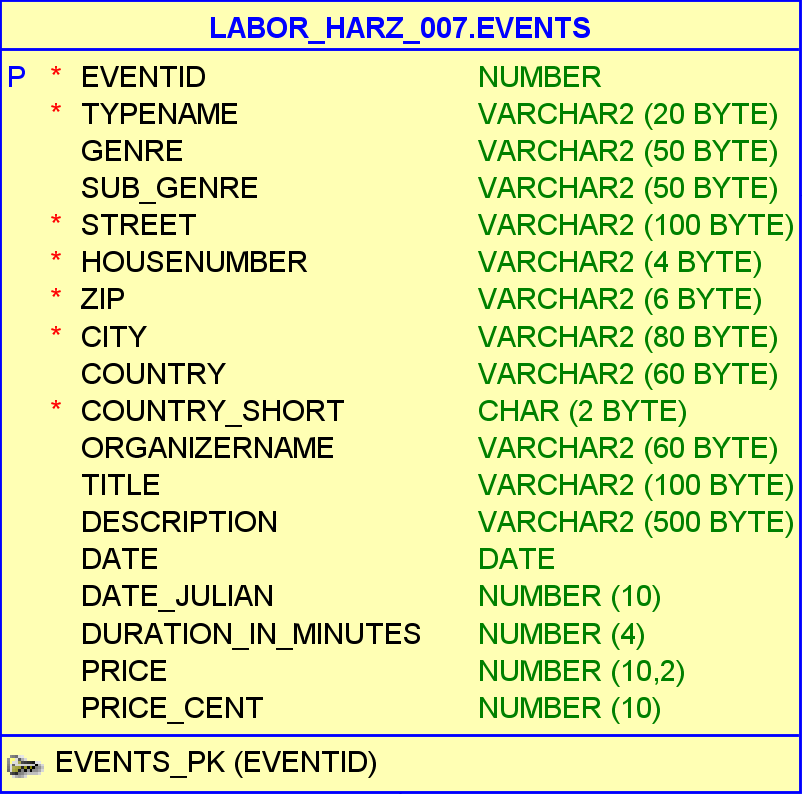 LABOR_HARZ_007.EVENTS
P * EVENTID NUMBER
* TYPENAME VARCHAR2 (20 BYTE)
GENRE VARCHAR2 (50 BYTE)
SUB_GENRE VARCHAR2 (50 BYTE)
* STREET VARCHAR2 (100 BYTE)
* HOUSENUMBER VARCHAR2 (4 BYTE)
* ZIP VARCHAR2 (6 BYTE)
* CITY VARCHAR2 (80 BYTE)
COUNTRY VARCHAR2 (60 BYTE)
* COUNTRY_SHORT CHAR (2 BYTE)
ORGANIZERNAME VARCHAR2 (60 BYTE)
TITLE VARCHAR2 (100 BYTE)
DESCRIPTION VARCHAR2 (500 BYTE)
DATE DATE
DATE_JULIAN NUMBER (10)
DURATION_IN_MINUTES NUMBER (4)
PRICE NUMBER (10,2)
PRICE_CENT NUMBER (10)
EVENTS_PK (EVENTID)